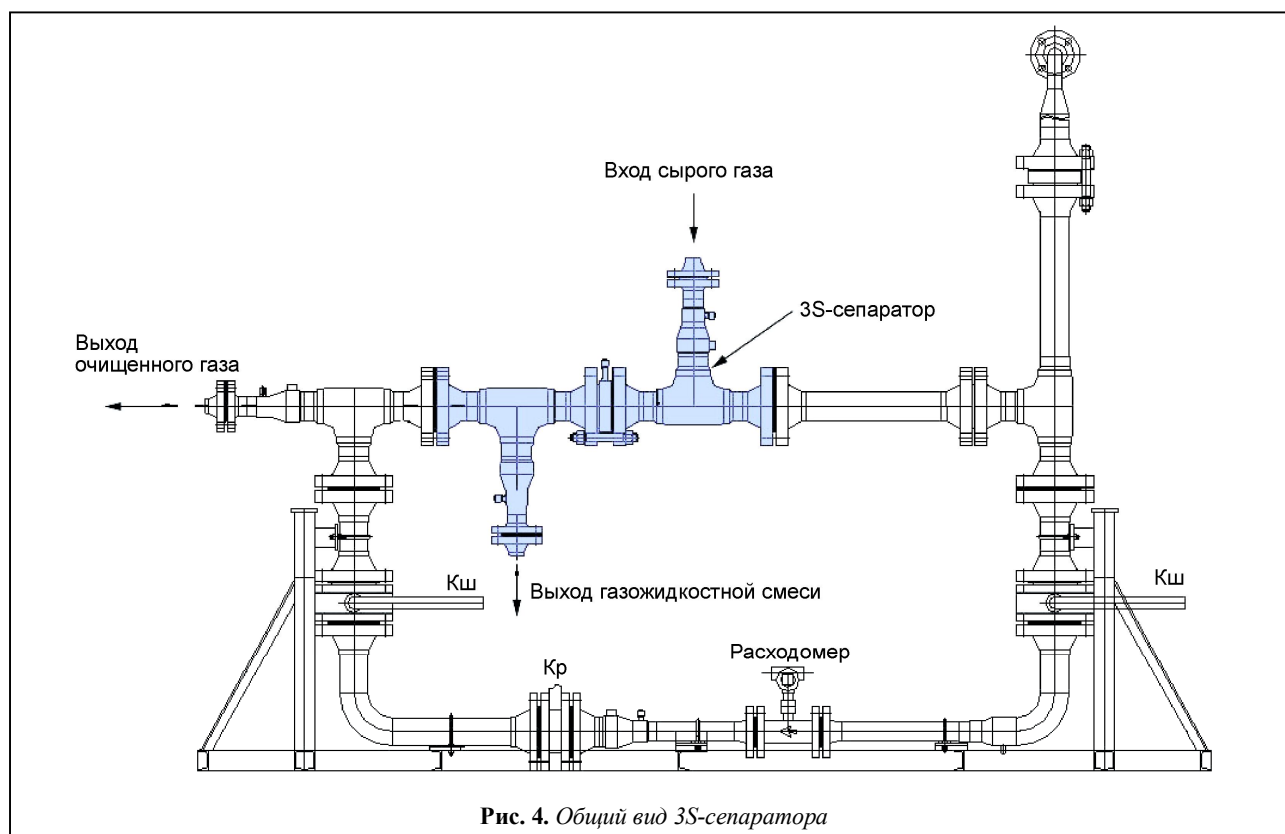 Вход сырого газа
3S-сепаратор
Выход
очищенного газа
Кш
Выход газожидкостной смеси
Кш
Кр
Расходомер
Рис. 4. Общий вид 3S-сепаратора